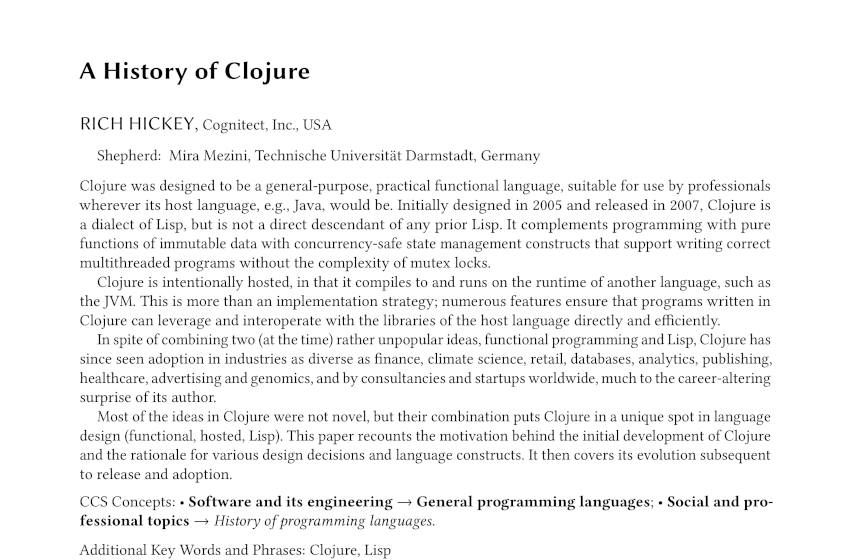 A History of Clojure
RICH HICKEY, Cognitect, Inc., USA
Shepherd: Mira Mezini, Technische Universität Darmstadt, Germany
Clojure was designed to be a general-purpose, practical functional language, suitable for use by professionals
wherever its host language, e.g., Java, would be. Initially designed in 2005 and released in 2007, Clojure is
a dialect of Lisp, but is not a direct descendant of any prior Lisp. It complements programming with pure
functions of immutable data with concurrency-safe state management constructs that support writing correct
multithreaded programs without the complexity of mutex locks.
Clojure is intentionally hosted, in that it compiles to and runs on the runtime of another language, such as
the JVM. This is more than an implementation strategy; numerous features ensure that programs written in
Clojure can leverage and interoperate with the libraries of the host language directly and efficiently.
In spite of combining two (at the time) rather unpopular ideas, functional programming and Lisp, Clojure has
since seen adoption in industries as diverse as finance, climate science, retail, databases, analytics, publishing,
healthcare, advertising and genomics, and by consultancies and startups worldwide, much to the career-altering
surprise of its author.
Most of the ideas in Clojure were not novel, but their combination puts Clojure in a unique spot in language
design (functional, hosted, Lisp). This paper recounts the motivation behind the initial development of Clojure
and the rationale for various design decisions and language constructs. It then covers its evolution subsequent
to release and adoption.
CCS Concepts: • Software and its engineering → General programming languages; • Social and pro-
fessional topics → History of programming languages.
Additional Key Words and Phrases: Clojure, Lisp